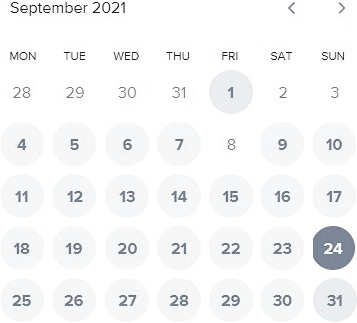 September 2021 < >
MON TUE WED THU FRI SAT SUN
28 29 30 31 1 2 3
4 5 6 7 8 9 10
11 12 13 14 15 16 17
18 19 20 21 22 23 24
25 26 27 28 29 30 31